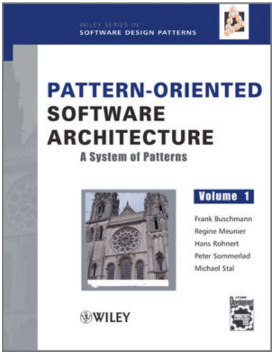 WILEY SERIES IN
SOFTWARE DESIGN PATTERNS
PATTERN-ORIENTED
SOFTWARE
ARCHITECTURE
A System of Patterns
Volume 1
Frank Buschmann
Regine Meunier
Hans Rohnert
Peter Sommerlad
Michael Stal
WILEY